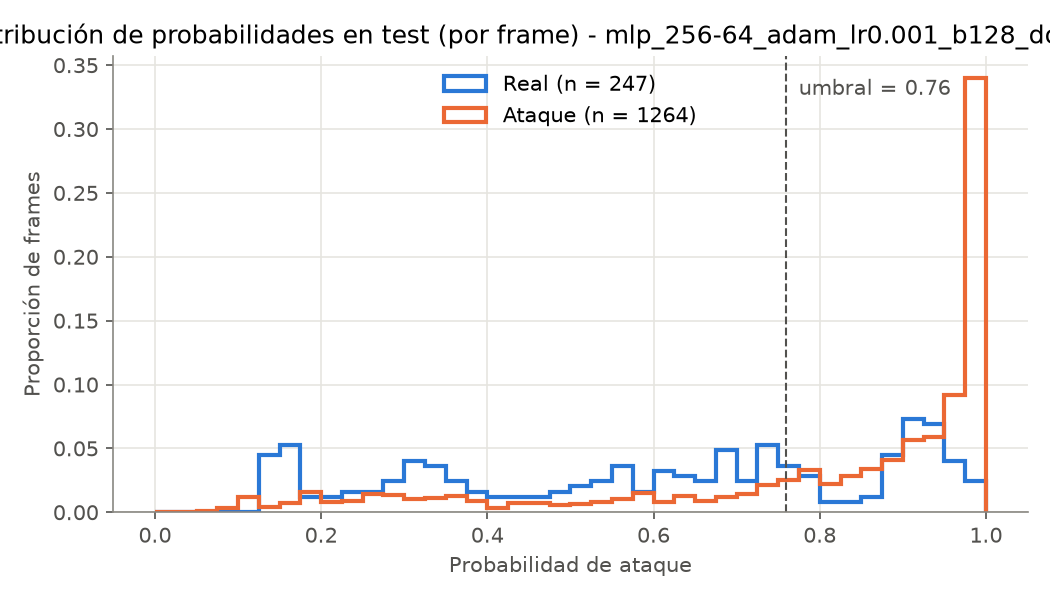 tribución de probabilidades en test (por frame) - mlp_256-64_adam_lr0.001_b128_do
Real (n = 247)
Ataque (n = 1264)
umbral = 0.76
Proporción de frames
0.35
0.30
0.25
0.20
0.15
0.10
0.05
0.00
0.0 0.2 0.4 0.6 0.8 1.0
Probabilidad de ataque